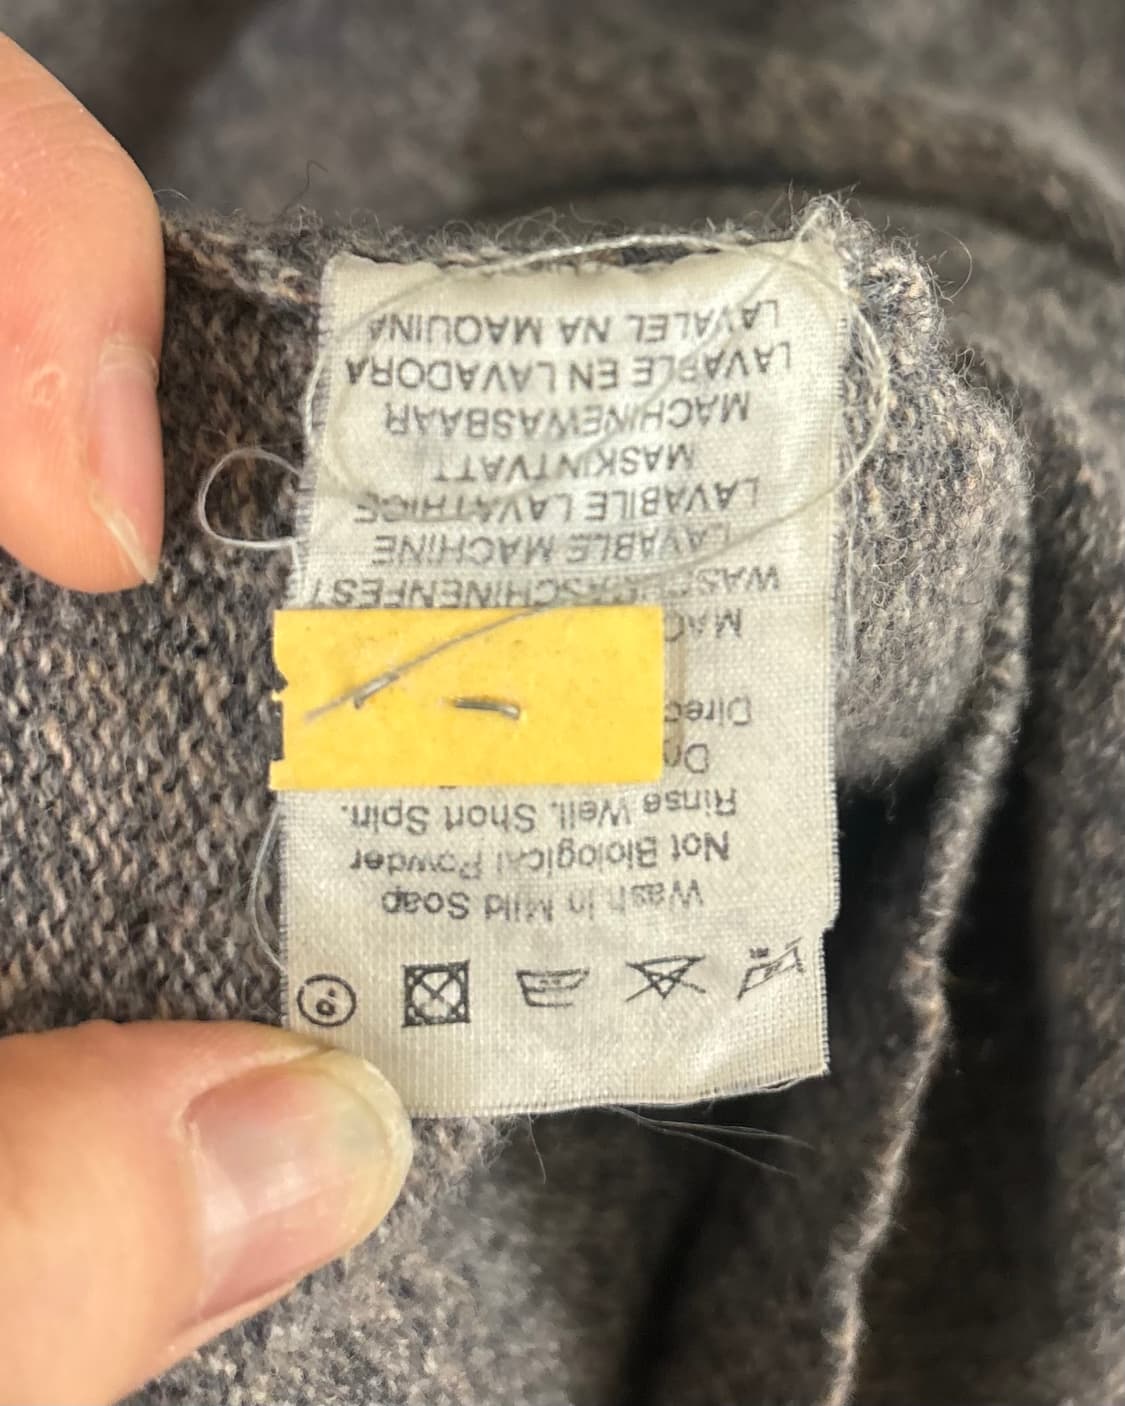 Wash in Mild Soap
Not Biological Powder
Rinse Well. Short Spin.
LAVABLE MACHINE
LAVABILE LAVATRICE
MASKINTVATT
MACHINEWASBAAR
LAVABLE EN LAVADORA
LAVALEL NA MAQUINA